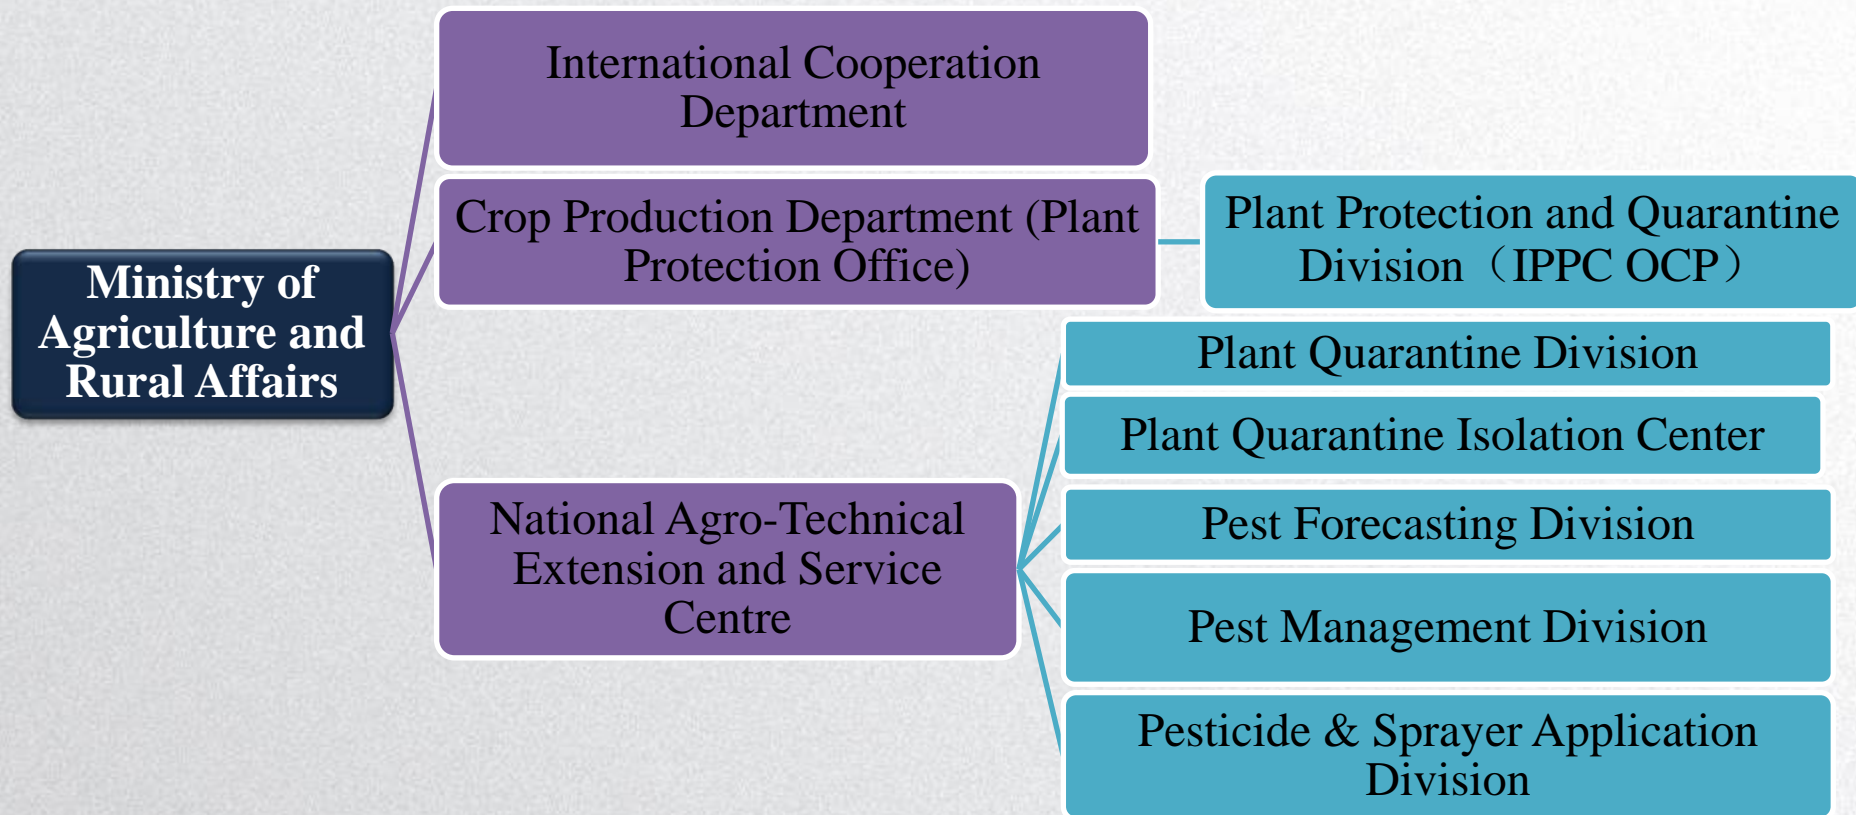 Ministry of
Agriculture and
Rural Affairs
International Cooperation
Department
Crop Production Department (Plant
Protection Office)
Plant Protection and Quarantine
Division（IPPC OCP）
National Agro-Technical
Extension and Service
Centre
Plant Quarantine Division
Plant Quarantine Isolation Center
Pest Forecasting Division
Pest Management Division
Pesticide & Sprayer Application
Division